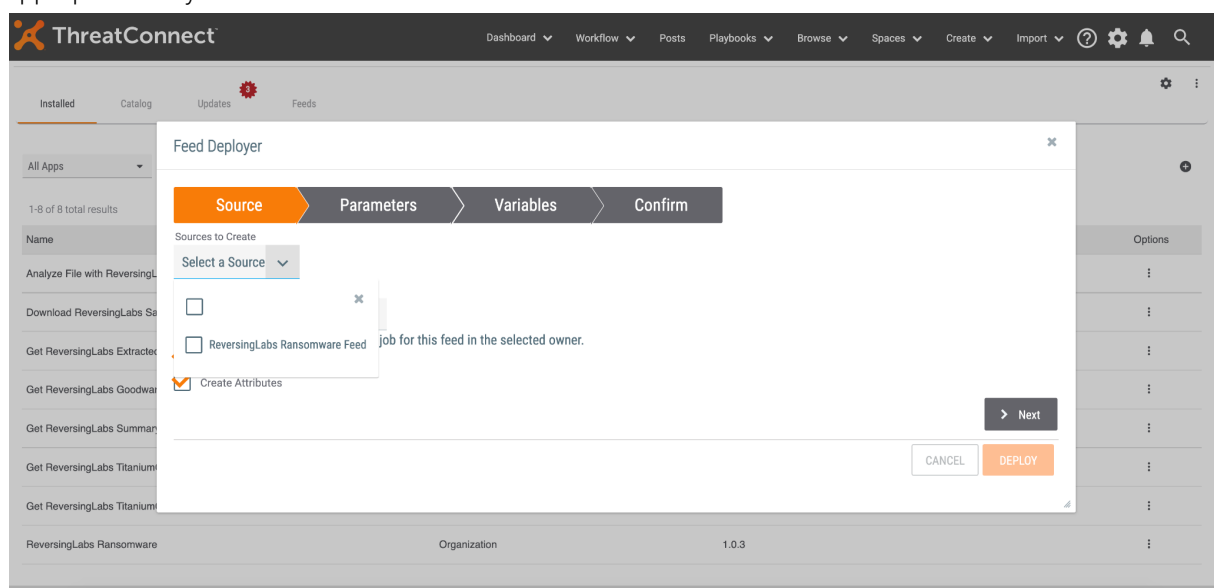 ThreatConnect
Dashboard Workflow Posts Playbooks Browse Spaces Create Import
3
Installed Catalog Updates Feeds
Feed Deployer
All Apps
Source Parameters Variables Confirm
1-8 of 8 total results
Sources to Create
Name Options
Select a Source
Analyze File with ReversingL
Download ReversingLabs Sa
ReversingLabs Ransomware Feed job for this feed in the selected owner.
Get ReversingLabs Extracted
Create Attributes
Get ReversingLabs Goodwar
Next
Get ReversingLabs Summary
CANCEL DEPLOY
Get ReversingLabs Titanium
Get ReversingLabs Titanium
ReversingLabs Ransomware Organization 1.0.3